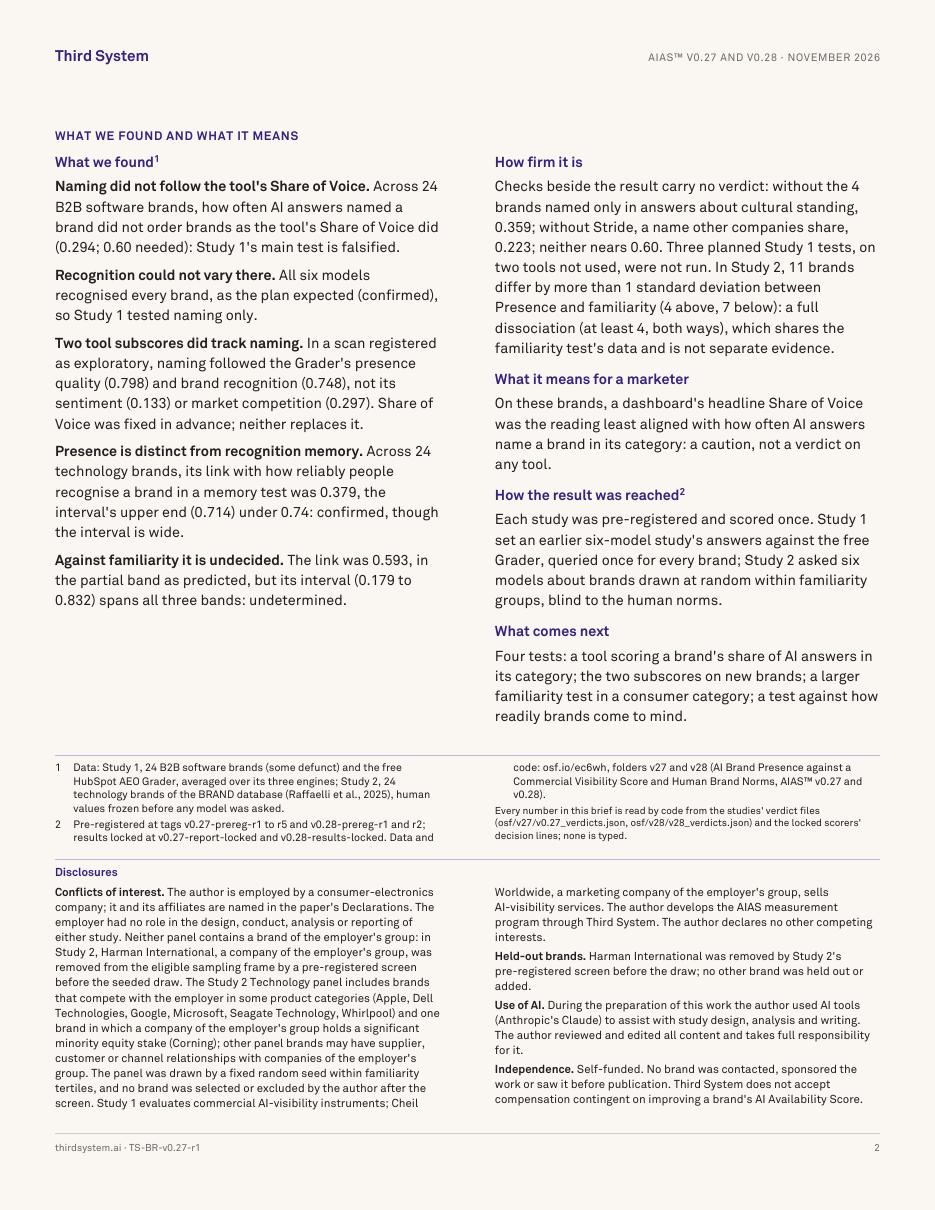 Third System
AIAS™ V0.27 AND V0.28 · NOVEMBER 2026
WHAT WE FOUND AND WHAT IT MEANS
What we found¹
Naming did not follow the tool's Share of Voice. Across 24
B2B software brands, how often AI answers named a
brand did not order brands as the tool's Share of Voice did
(0.294; 0.60 needed): Study 1's main test is falsified.
Recognition could not vary there. All six models
recognised every brand, as the plan expected (confirmed),
so Study 1 tested naming only.
Two tool subscores did track naming. In a scan registered
as exploratory, naming followed the Grader's presence
quality (0.798) and brand recognition (0.748), not its
sentiment (0.133) or market competition (0.297). Share of
Voice was fixed in advance; neither replaces it.
Presence is distinct from recognition memory. Across 24
technology brands, its link with how reliably people
recognise a brand in a memory test was 0.379, the
interval's upper end (0.714) under 0.74: confirmed, though
the interval is wide.
Against familiarity it is undecided. The link was 0.593, in
the partial band as predicted, but its interval (0.179 to
0.832) spans all three bands: undetermined.
How firm it is
Checks beside the result carry no verdict: without the 4
brands named only in answers about cultural standing,
0.359; without Stride, a name other companies share,
0.223; neither nears 0.60. Three planned Study 1 tests, on
two tools not used, were not run. In Study 2, 11 brands
differ by more than 1 standard deviation between
Presence and familiarity (4 above, 7 below): a full
dissociation (at least 4, both ways), which shares the
familiarity test's data and is not separate evidence.
What it means for a marketer
On these brands, a dashboard's headline Share of Voice
was the reading least aligned with how often AI answers
name a brand in its category: a caution, not a verdict on
any tool.
How the result was reached²
Each study was pre-registered and scored once. Study 1
set an earlier six-model study's answers against the free
Grader, queried once for every brand; Study 2 asked six
models about brands drawn at random within familiarity
groups, blind to the human norms.
What comes next
Four tests: a tool scoring a brand's share of AI answers in
its category; the two subscores on new brands; a larger
familiarity test in a consumer category; a test against how
readily brands come to mind.
1 Data: Study 1, 24 B2B software brands (some defunct) and the free
HubSpot AEO Grader, averaged over its three engines; Study 2, 24
technology brands of the BRAND database (Raffaelli et al., 2025), human
values frozen before any model was asked.
2 Pre-registered at tags v0.27-prereg-r1 to r5 and v0.28-prereg-r1 and r2;
results locked at v0.27-report-locked and v0.28-results-locked. Data and
code: osf.io/ec6wh, folders v27 and v28 (AI Brand Presence against a
Commercial Visibility Score and Human Brand Norms, AIAS™ v0.27 and
v0.28).
Every number in this brief is read by code from the studies' verdict files
(osf/v27/v0.27_verdicts.json, osf/v28/v28_verdicts.json) and the locked scorers'
decision lines; none is typed.
Disclosures
Conflicts of interest. The author is employed by a consumer-electronics
company; it and its affiliates are named in the paper's Declarations. The
employer had no role in the design, conduct, analysis or reporting of
either study. Neither panel contains a brand of the employer's group: in
Study 2, Harman International, a company of the employer's group, was
removed from the eligible sampling frame by a pre-registered screen
before the seeded draw. The Study 2 Technology panel includes brands
that compete with the employer in some product categories (Apple, Dell
Technologies, Google, Microsoft, Seagate Technology, Whirlpool) and one
brand in which a company of the employer's group holds a significant
minority equity stake (Corning); other panel brands may have supplier,
customer or channel relationships with companies of the employer's
group. The panel was drawn by a fixed random seed within familiarity
tertiles, and no brand was selected or excluded by the author after the
screen. Study 1 evaluates commercial AI-visibility instruments; Cheil
Worldwide, a marketing company of the employer's group, sells
AI-visibility services. The author develops the AIAS measurement
program through Third System. The author declares no other competing
interests.
Held-out brands. Harman International was removed by Study 2's
pre-registered screen before the draw; no other brand was held out or
added.
Use of AI. During the preparation of this work the author used AI tools
(Anthropic's Claude) to assist with study design, analysis and writing.
The author reviewed and edited all content and takes full responsibility
for it.
Independence. Self-funded. No brand was contacted, sponsored the
work or saw it before publication. Third System does not accept
compensation contingent on improving a brand's AI Availability Score.
thirdsystem.ai · TS-BR-v0.27-r1
2